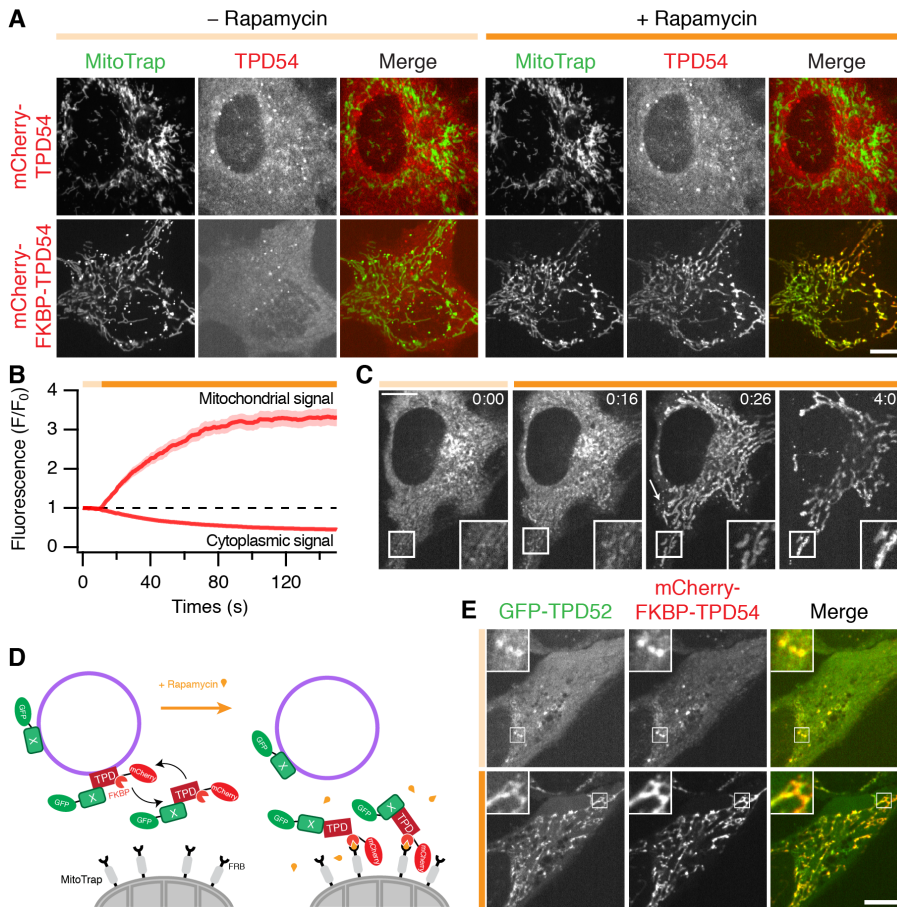 A
– Rapamycin
+ Rapamycin
MitoTrap
TPD54
Merge
MitoTrap
TPD54
Merge
mCherry-
TPD54
mCherry-
FKBP-TPD54
B
4
3
2
1
0
Fluorescence (F/F0)
Mitochondrial signal
Cytoplasmic signal
0
40
80
120
Times (s)
C
0:00
0:16
0:26
4:0
D
+ Rapamycin
GFP
X
TPD
mCherry
FKBP
GFP
X
TPD
mCherry
GFP
X
MitoTrap
FRB
GFP
X
GFP
X
TPD
mCherry
GFP
X
TPD
mCherry
E
GFP-TPD52
mCherry-
FKBP-TPD54
Merge